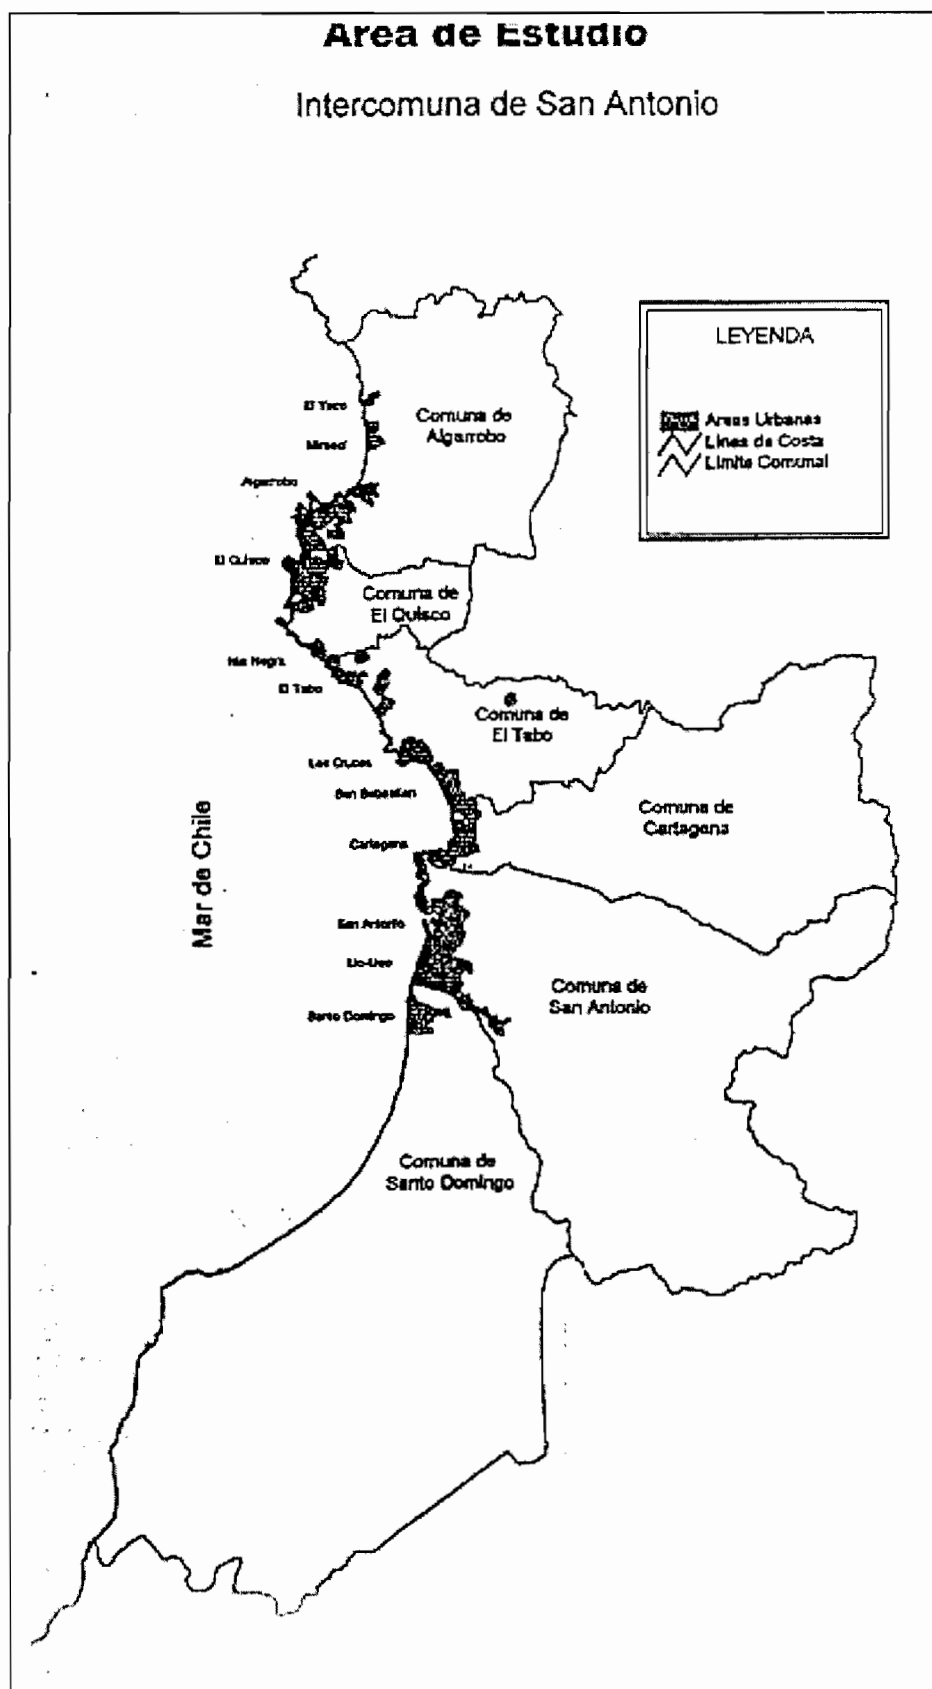 Area de Estudio
Intercomuna de San Antonio
LEYENDA
Areas Urbanas
Linea de Costa
Limite Comunal
El Yeco
Mirasol
Comuna de
Algarrobo
Algarrobo
El Quisco
Comuna de
El Quisco
Isla Negra
El Tabo
Comuna de
El Tabo
Las Cruces
San Sebastian
Comuna de
Cartagena
Cartagena
Mar de Chile
San Antonio
Llo-Lleo
Comuna de
San Antonio
Santo Domingo
Comuna de
Santo Domingo